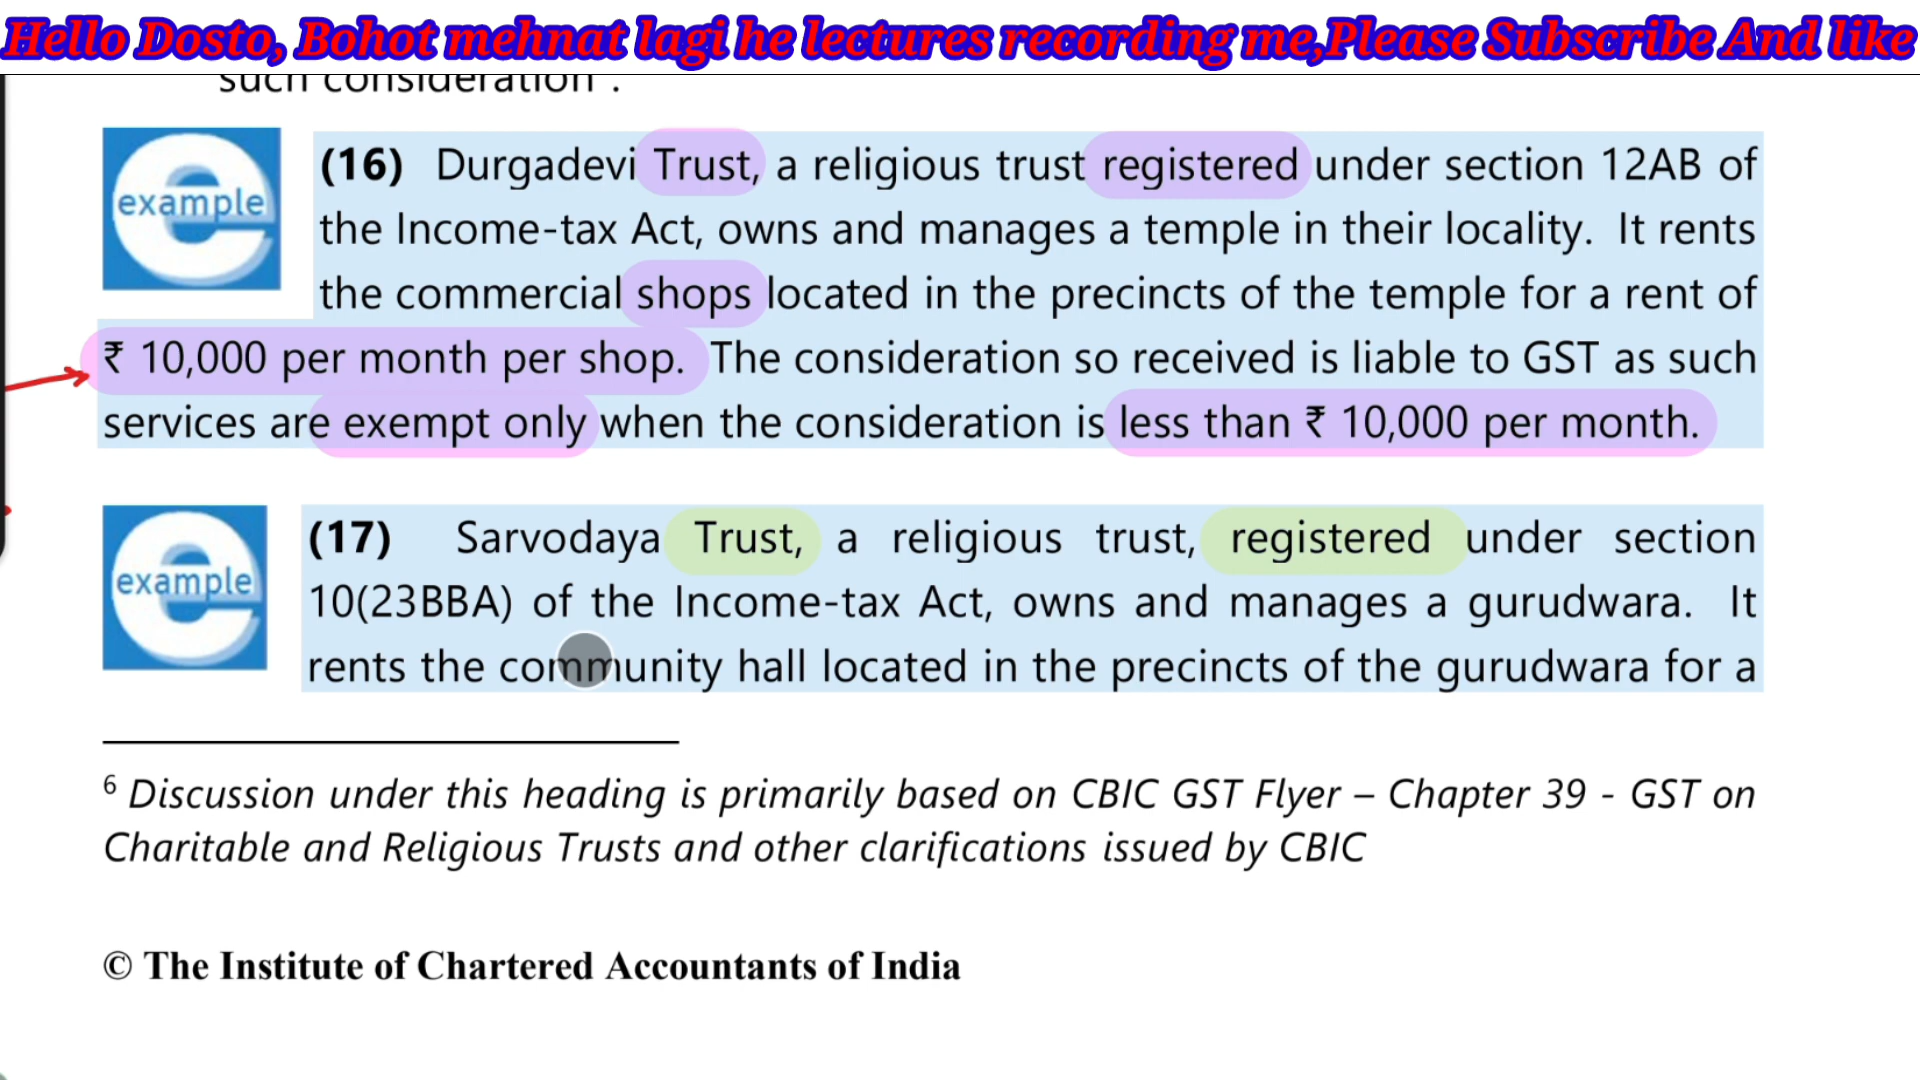 Hello Dosto, Bohot mehnat lagi he lectures recording me,Please Subscribe And like
such consideration .
example
(16) Durgadevi Trust, a religious trust registered under section 12AB of
the Income-tax Act, owns and manages a temple in their locality. It rents
the commercial shops located in the precincts of the temple for a rent of
₹ 10,000 per month per shop. The consideration so received is liable to GST as such
services are exempt only when the consideration is less than ₹ 10,000 per month.
example
(17) Sarvodaya Trust, a religious trust, registered under section
10(23BBA) of the Income-tax Act, owns and manages a gurudwara. It
rents the community hall located in the precincts of the gurudwara for a
6 Discussion under this heading is primarily based on CBIC GST Flyer – Chapter 39 - GST on
Charitable and Religious Trusts and other clarifications issued by CBIC
© The Institute of Chartered Accountants of India